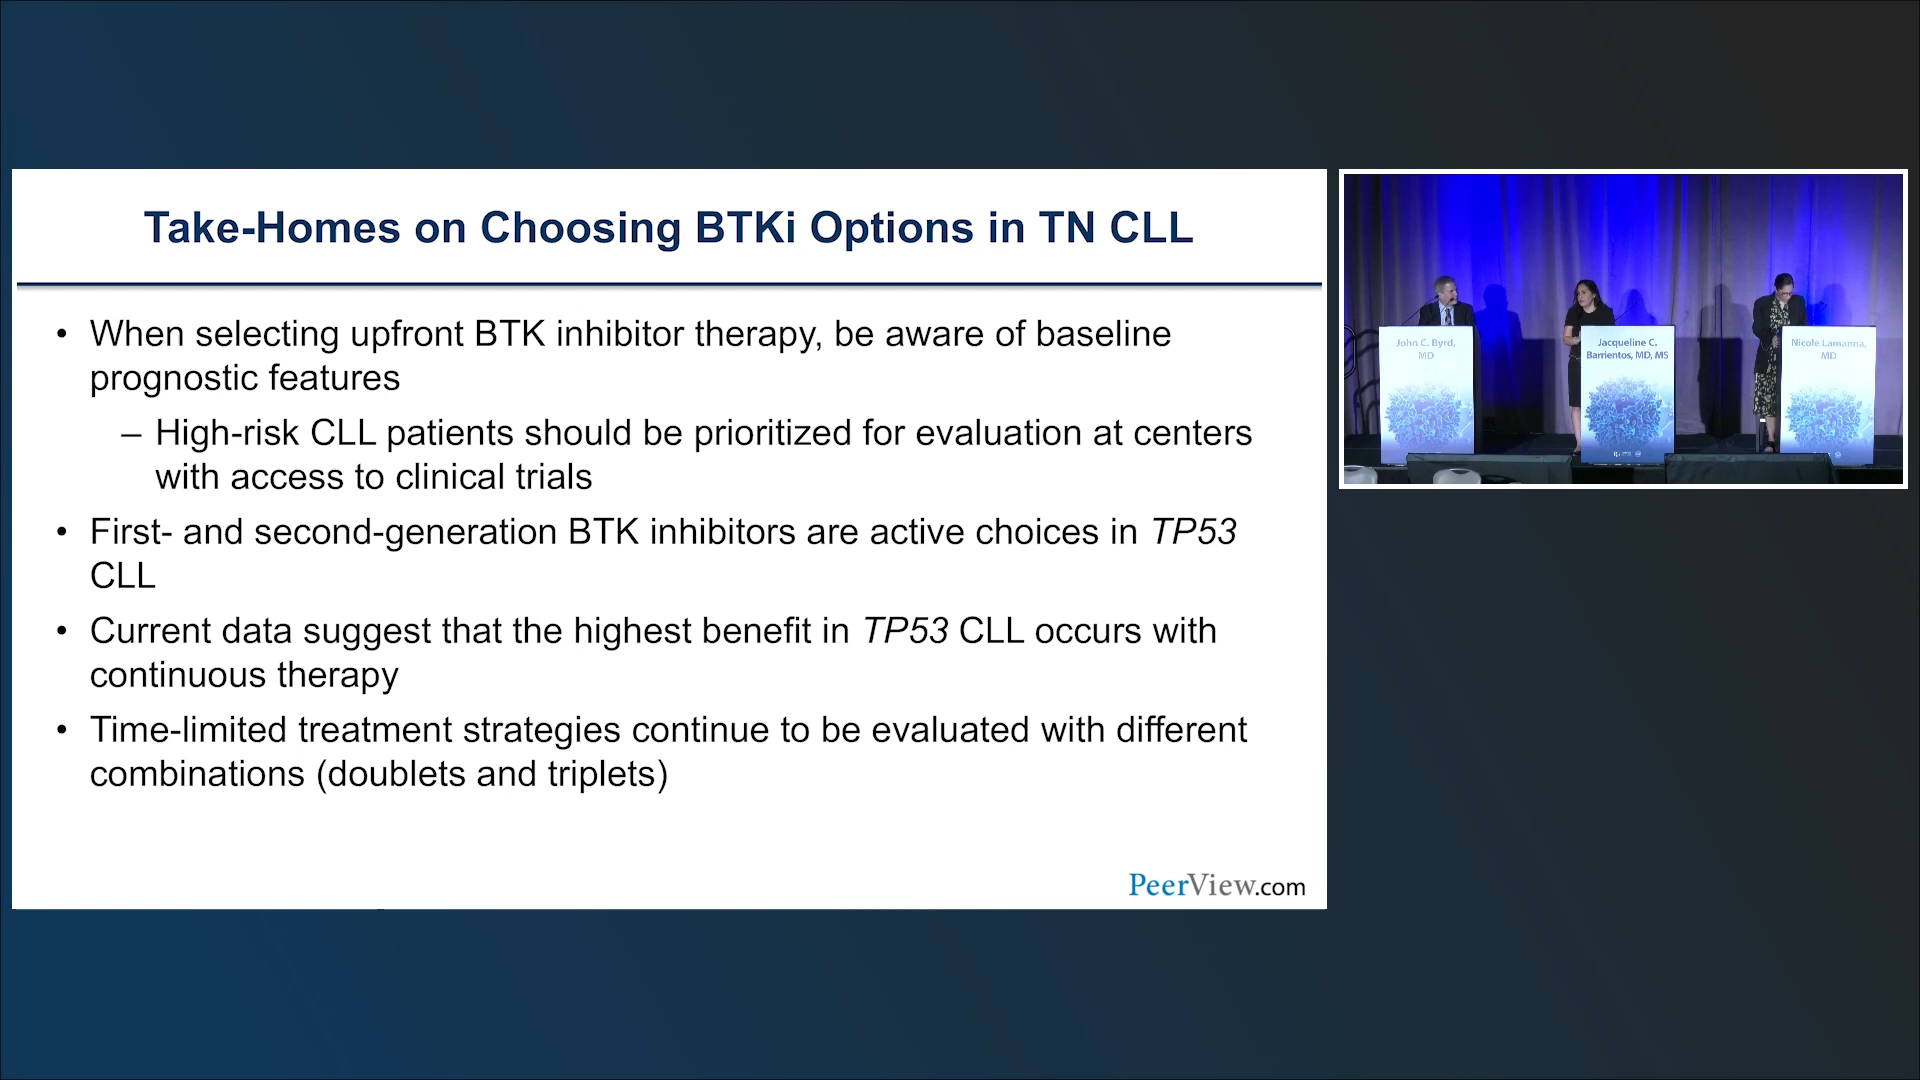 Take-Homes on Choosing BTKi Options in TN CLL
• When selecting upfront BTK inhibitor therapy, be aware of baseline
prognostic features
– High-risk CLL patients should be prioritized for evaluation at centers
with access to clinical trials
• First- and second-generation BTK inhibitors are active choices in TP53
CLL
• Current data suggest that the highest benefit in TP53 CLL occurs with
continuous therapy
• Time-limited treatment strategies continue to be evaluated with different
combinations (doublets and triplets)
PeerView.com
John C. Byrd,
MD
Jacqueline C.
Barrientos, MD, MS
Nicole Lamanna,
MD